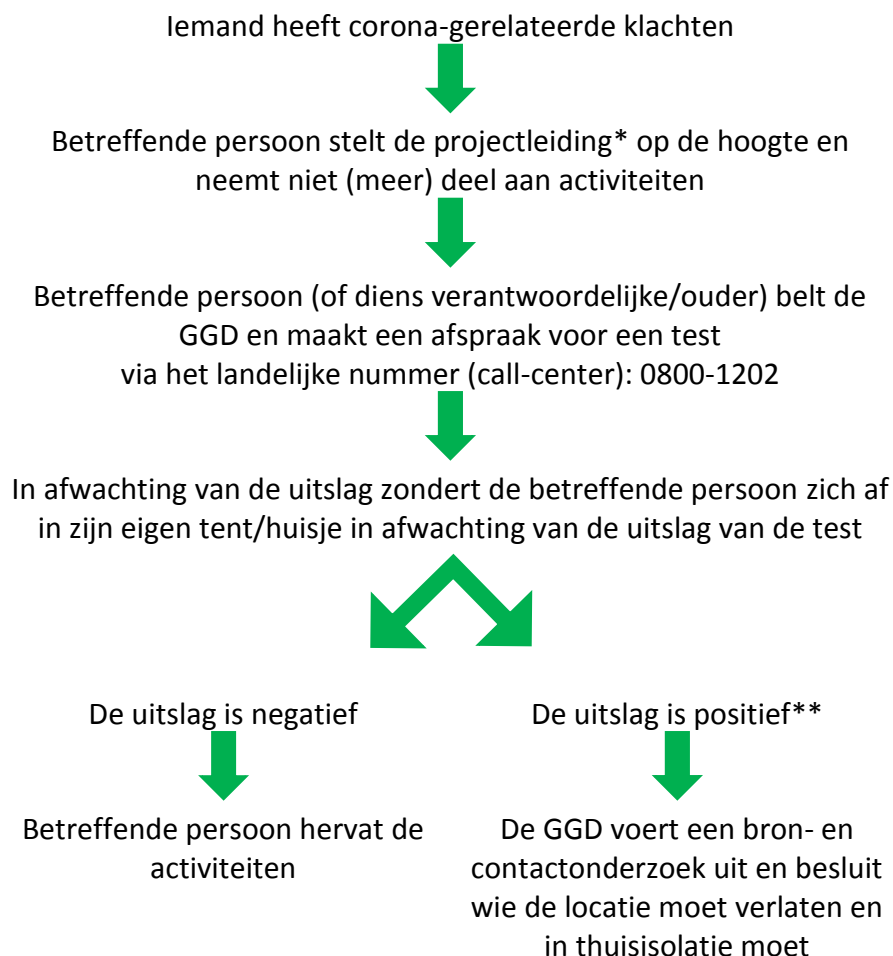 Iemand heeft corona-gerelateerde klachten
Betreffende persoon stelt de projectleiding* op de hoogte en
neemt niet (meer) deel aan activiteiten
Betreffende persoon (of diens verantwoordelijke/ouder) belt de
GGD en maakt een afspraak voor een test
via het landelijke nummer (call-center): 0800-1202
In afwachting van de uitslag zondert de betreffende persoon zich af
in zijn eigen tent/huisje in afwachting van de uitslag van de test
De uitslag is negatief
Betreffende persoon hervat de
activiteiten
De uitslag is positief**
De GGD voert een bron- en
contactonderzoek uit en besluit
wie de locatie moet verlaten en
in thuisisolatie moet